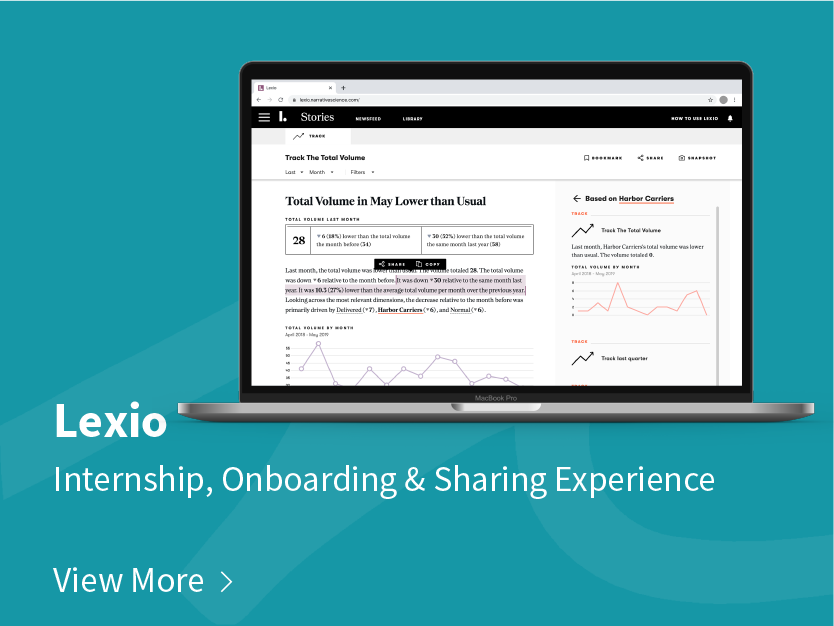 Lexio
lexio.narrativescience.com/
Stories
NEWSFEED
LIBRARY
HOW TO USE LEXIO
TRACK
Track The Total Volume
BOOKMARK
SHARE
SNAPSHOT
Last
Month
Filters
Total Volume in May Lower than Usual
TOTAL VOLUME LAST MONTH
28
6 (18%) lower than the total volume
the month before (34)
30 (52%) lower than the total volume
the same month last year (58)
SHARE
COPY
Last month, the total volume was lower than usual. The volume totaled 28. The total volume
was down 6 relative to the month before. It was down 30 relative to the same month last
year. It was 10.3 (27%) lower than the average total volume per month over the previous year.
Looking across the most relevant dimensions, the decrease relative to the month before was
primarily driven by Delivered (7), Harbor Carriers (6), and Normal (6).
TOTAL VOLUME BY MONTH
April 2018 - May 2019
Based on Harbor Carriers
TRACK
Track The Total Volume
Last month, Harbor Carriers's total volume was lower
than usual. The volume totaled 0.
TOTAL VOLUME BY MONTH
April 2018 - May 2019
TRACK
Track last quarter
MacBook Pro
Lexio
Internship, Onboarding & Sharing Experience
View More